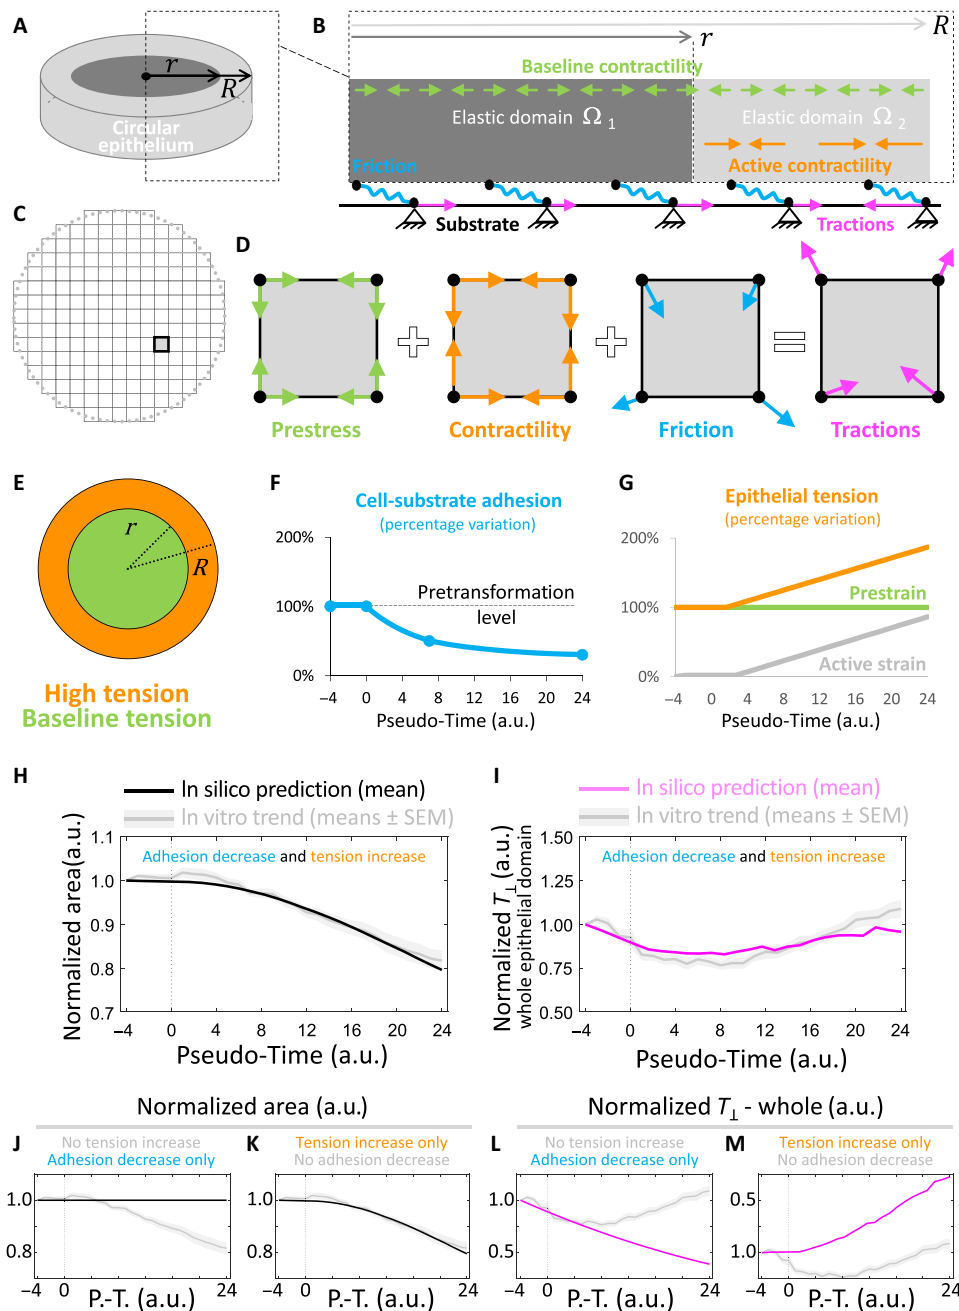 A
r
R
Circular
epithelium
B
R
r
Baseline contractility
Elastic domain Ω 1
Elastic domain Ω 2
Friction
Active contractility
Substrate
Tractions
C
D
Prestress
Contractility
Friction
Tractions
E
r
R
High tension
Baseline tension
F
Cell-substrate adhesion
(percentage variation)
200%
100%
0%
Pretransformation
level
−4 0 6 12 18 24
Pseudo-Time (a.u.)
G
Epithelial tension
(percentage variation)
200%
100%
0%
Prestrain
Active strain
−4 0 4 8 12 16 20 24
Pseudo-Time (a.u.)
H
In silico prediction (mean)
In vitro trend (means ± SEM)
Adhesion decrease and tension increase
Normalized area(a.u.)
1.1
1.0
0.9
0.8
0.7
−4 0 4 8 12 16 20 24
Pseudo-Time (a.u.)
I
In silico prediction (mean)
In vitro trend (means ± SEM)
Adhesion decrease and tension increase
Normalized T⊥ (a.u.)
whole epithelial domain
1.50
1.25
1.00
0.75
0.50
−4 0 4 8 12 16 20 24
Pseudo-Time (a.u.)
Normalized area (a.u.)
J
No tension increase
Adhesion decrease only
1.0
0.8
−4 0 24
P.-T. (a.u.)
K
Tension increase only
No adhesion decrease
1.0
0.8
−4 0 24
P.-T. (a.u.)
Normalized T⊥ - whole (a.u.)
L
No tension increase
Adhesion decrease only
1.0
0.5
−4 0 24
P.-T. (a.u.)
M
Tension increase only
No adhesion decrease
0.5
1.0
−4 0 24
P.-T. (a.u.)